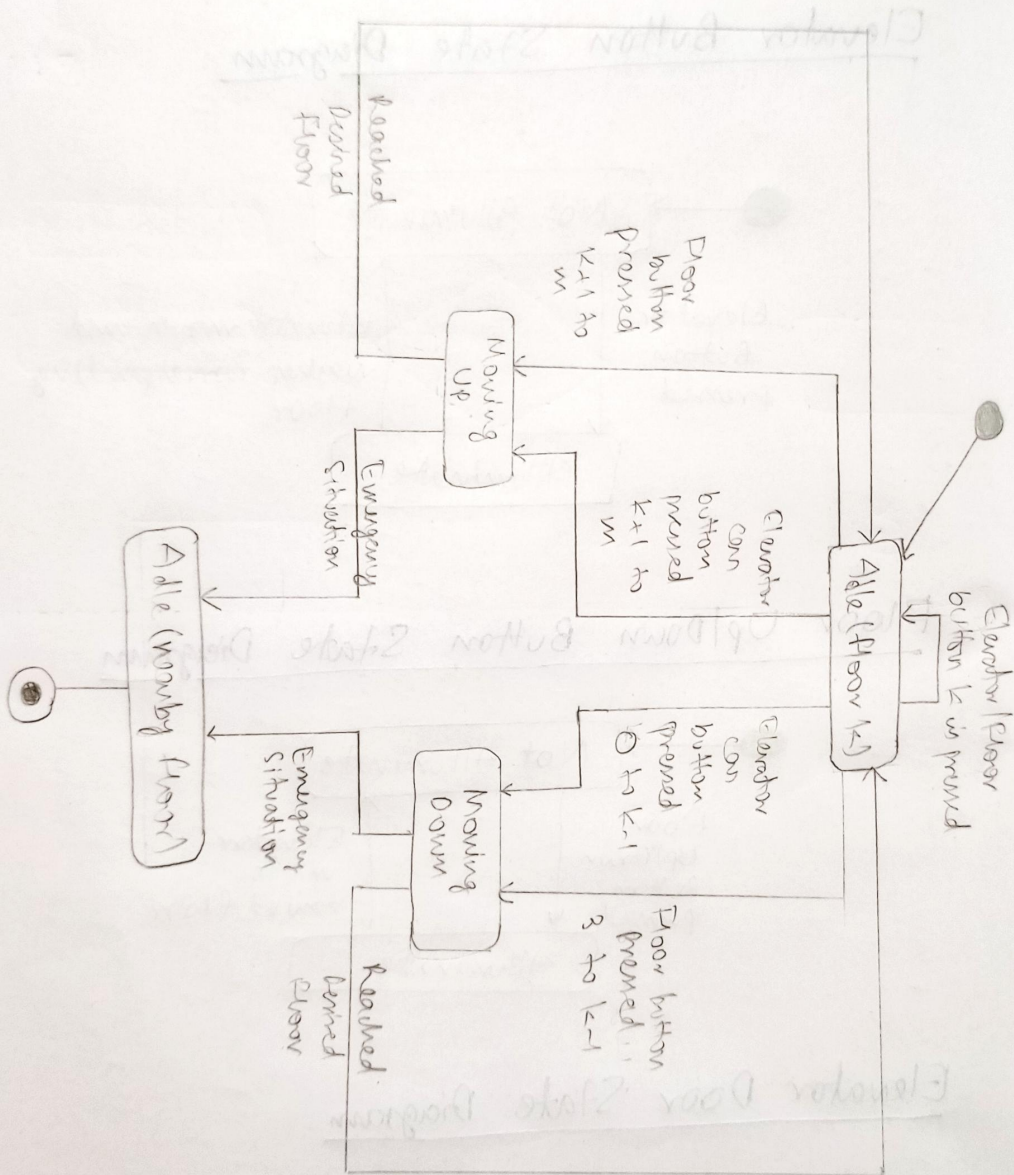 Elevator/Floor
button k is pressed
Idle (floor k)
Floor
button
pressed
k+1 to
m
Elevator
car
button
pressed
k+1 to
m
Elevator
car
button
pressed
0 to k-1
Floor button
pressed..
3 to k-1
Moving
Up
Moving
Down
Reached
Desired
Floor
Emergency
Situation
Emergency
Situation
Reached
Desired
Floor
Idle (nearby floor)